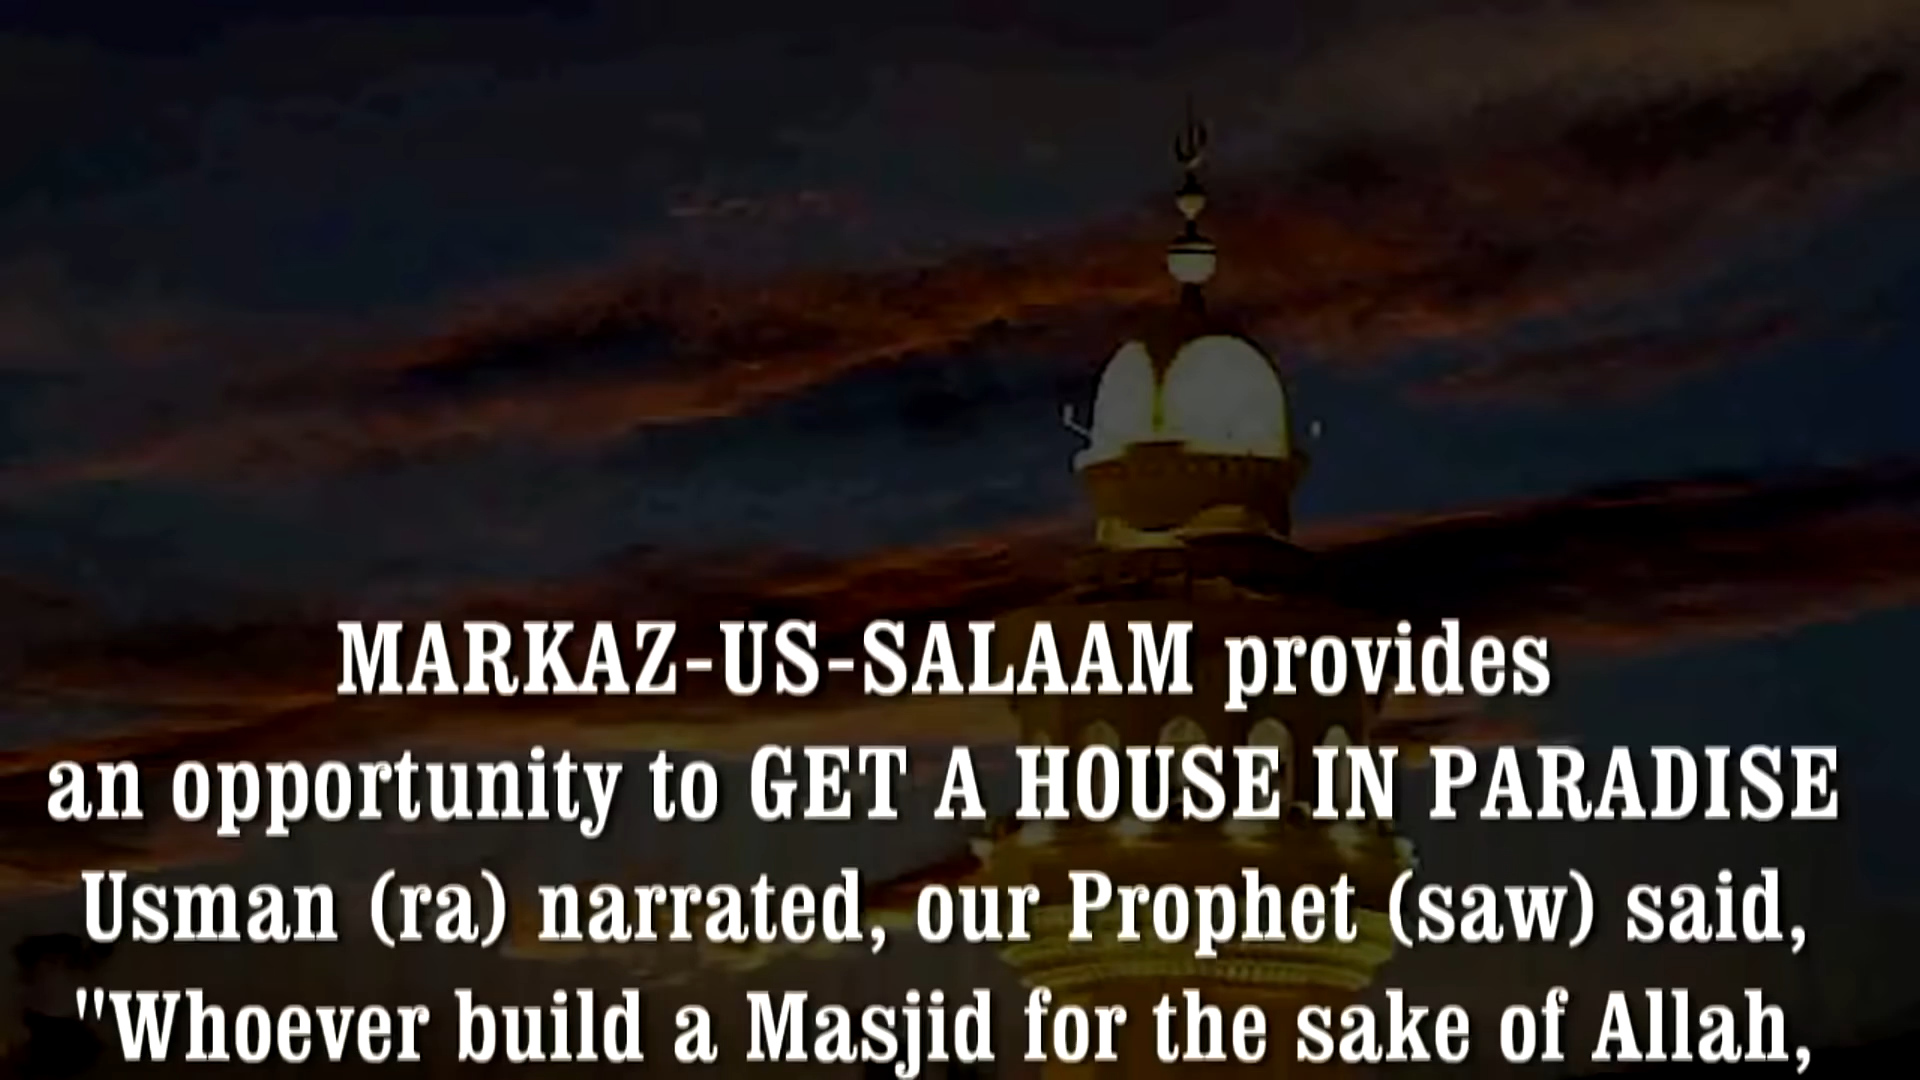 MARKAZ-US-SALAAM provides
an opportunity to GET A HOUSE IN PARADISE
Usman (ra) narrated, our Prophet (saw) said,
"Whoever build a Masjid for the sake of Allah,